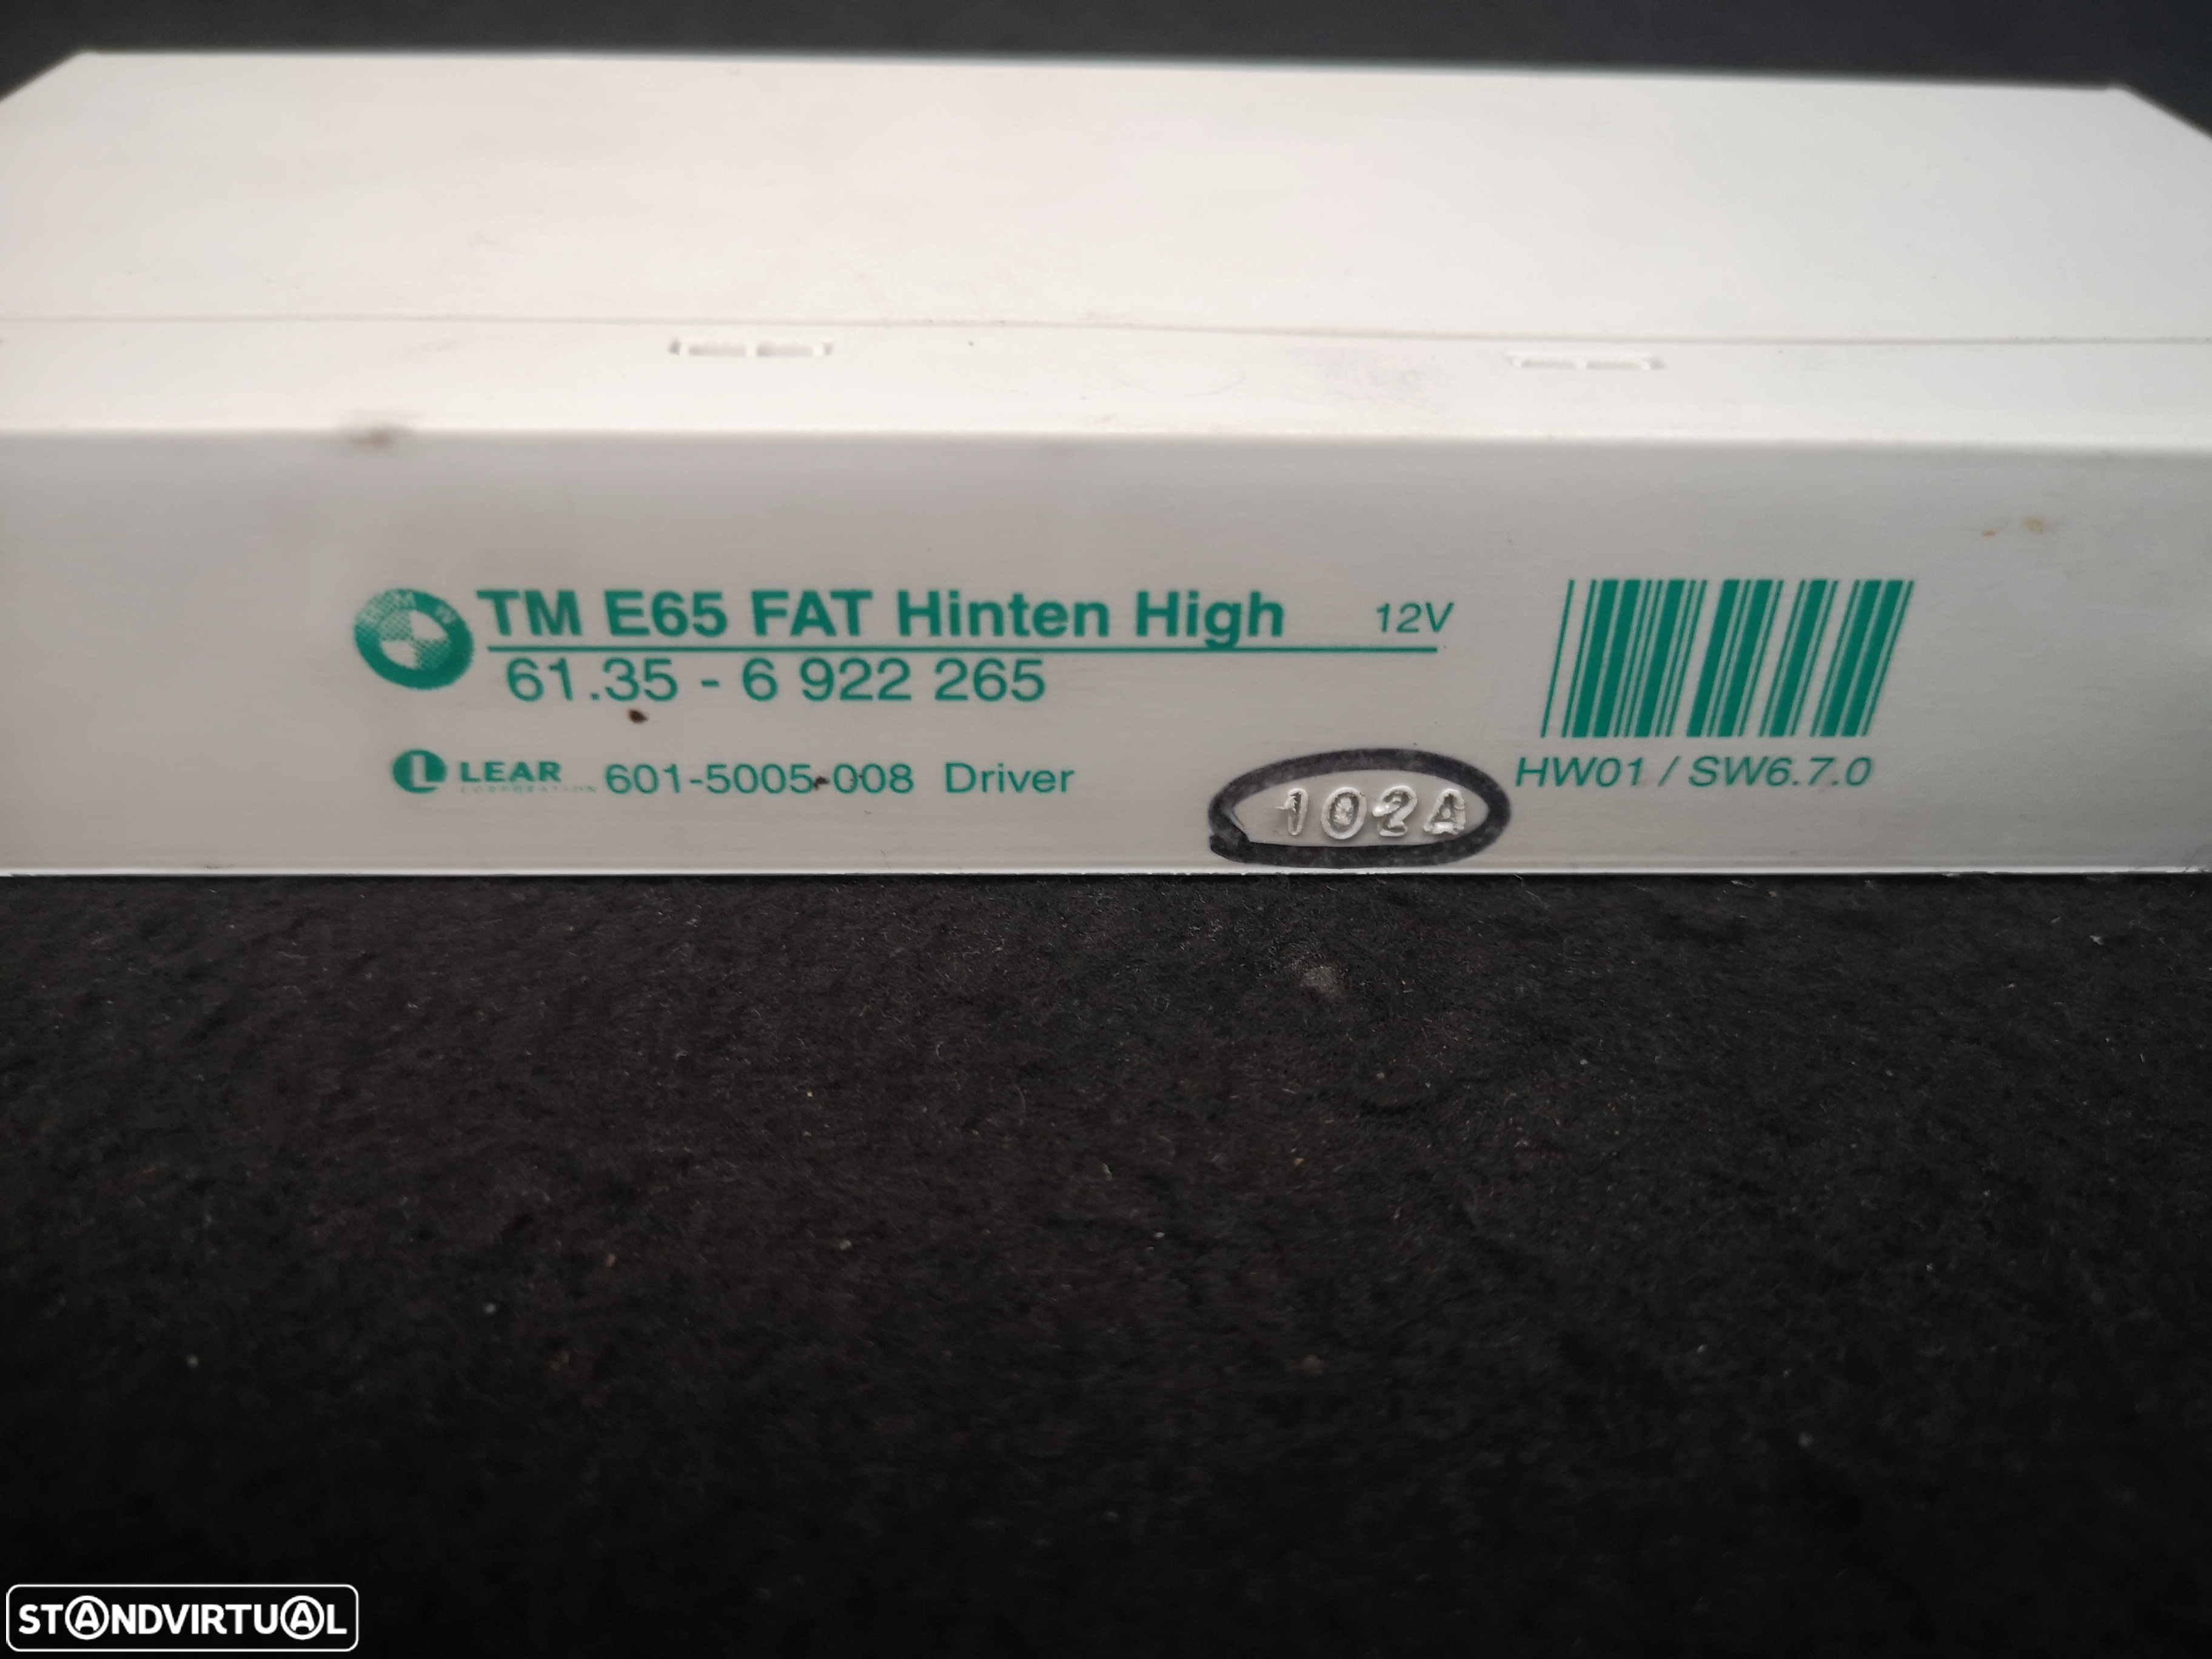 TM E65 FAT Hinten High 12V
61.35 - 6 922 265
LEAR
CORPORATION
601-5005-008 Driver
102A
HW01 / SW6.7.0
STANDVIRTUAL